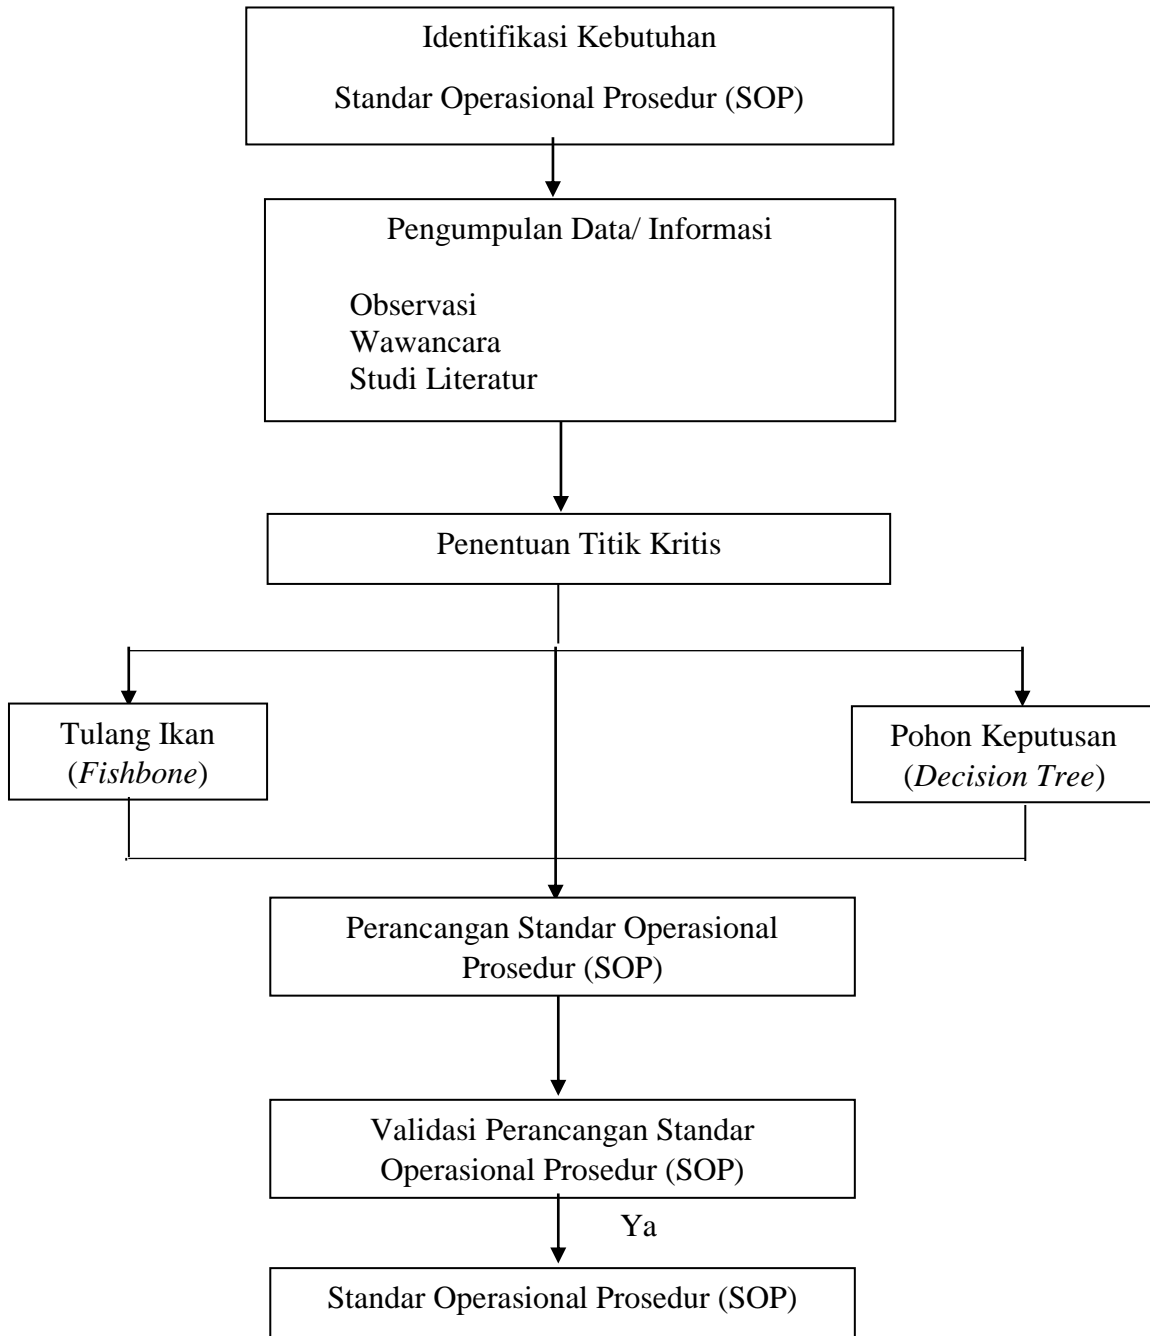 Identifikasi Kebutuhan
Standar Operasional Prosedur (SOP)
Pengumpulan Data/ Informasi
Observasi
Wawancara
Studi Literatur
Penentuan Titik Kritis
Tulang Ikan
(Fishbone)
Pohon Keputusan
(Decision Tree)
Perancangan Standar Operasional
Prosedur (SOP)
Validasi Perancangan Standar
Operasional Prosedur (SOP)
Ya
Standar Operasional Prosedur (SOP)